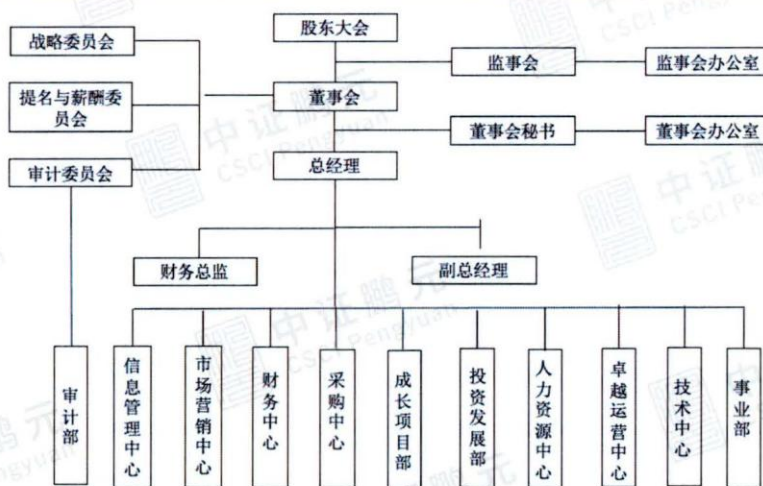 股东大会
战略委员会
监事会
监事会办公室
提名与薪酬委
员会
董事会
董事会秘书
董事会办公室
审计委员会
总经理
财务总监
副总经理
审计部
信息管理中心
市场营销中心
财务中心
采购中心
成长项目部
投资发展部
人力资源中心
卓越运营中心
技术中心
事业部
中证鹏元
CSCI Pengyuan
中证鹏元
CSCI Pengyuan